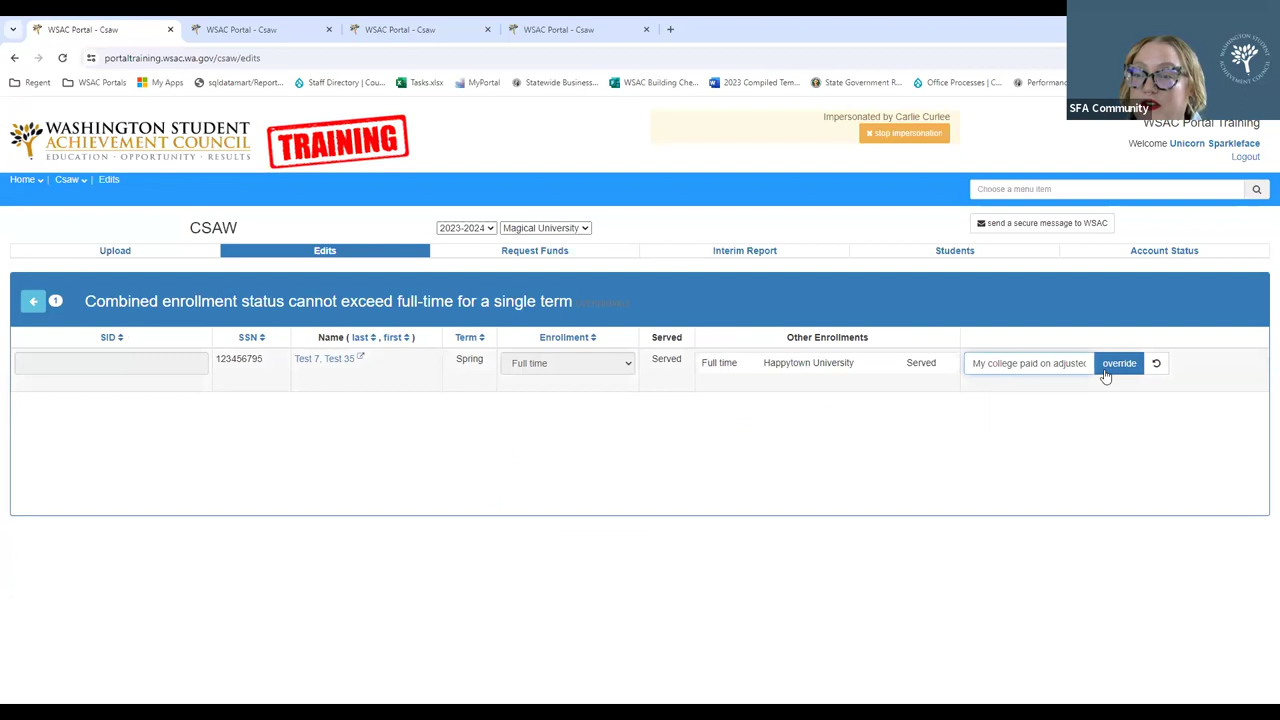 WSAC Portal - Csaw
WSAC Portal - Csaw
WSAC Portal - Csaw
WSAC Portal - Csaw
portaltraining.wsac.wa.gov/csaw/edits
Regent
WSAC Portals
My Apps
sqldatamart/Report...
Staff Directory | Cou...
Tasks.xlsx
MyPortal
Statewide Business...
WSAC Building Che...
2023 Compiled Tem...
State Government R...
Office Processes | C...
Performanc
SFA Community
WASHINGTON STUDENT
ACHIEVEMENT COUNCIL
EDUCATION · OPPORTUNITY · RESULTS
TRAINING
Impersonated by Carlie Curlee
stop impersonation
WSAC Portal Training
Welcome Unicorn Sparkleface
Logout
Home | Csaw | Edits
Choose a menu item
CSAW
2023-2024
Magical University
send a secure message to WSAC
Upload
Edits
Request Funds
Interim Report
Students
Account Status
1
Combined enrollment status cannot exceed full-time for a single term
SID
SSN
Name ( last , first )
Term
Enrollment
Served
Other Enrollments
123456795
Test 7, Test 35
Spring
Full time
Served
Full time
Happytown University
Served
My college paid on adjusted
override